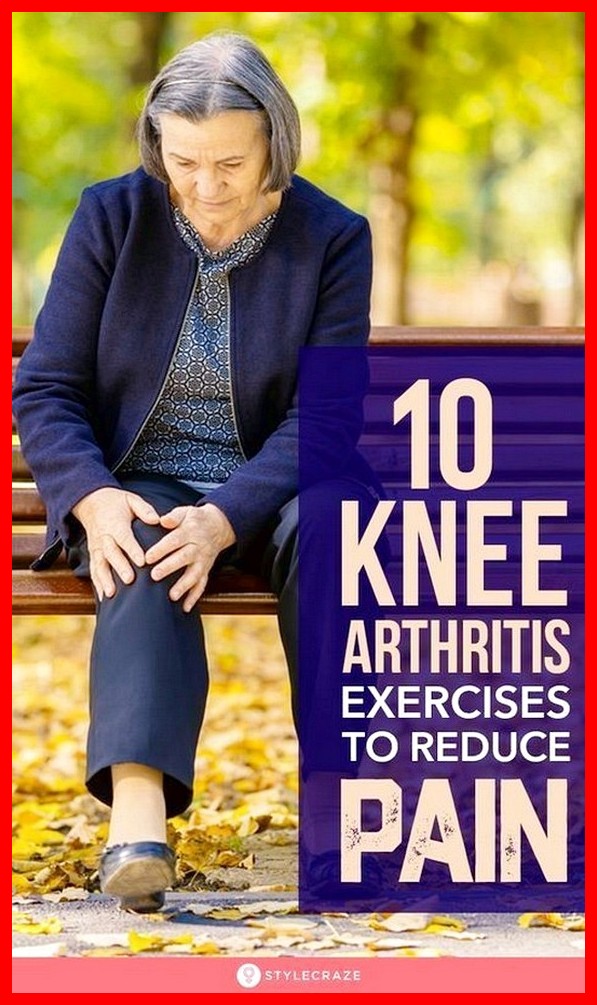 10
KNEE
ARTHRITIS
EXERCISES
TO REDUCE
PAIN
STYLECRAZE